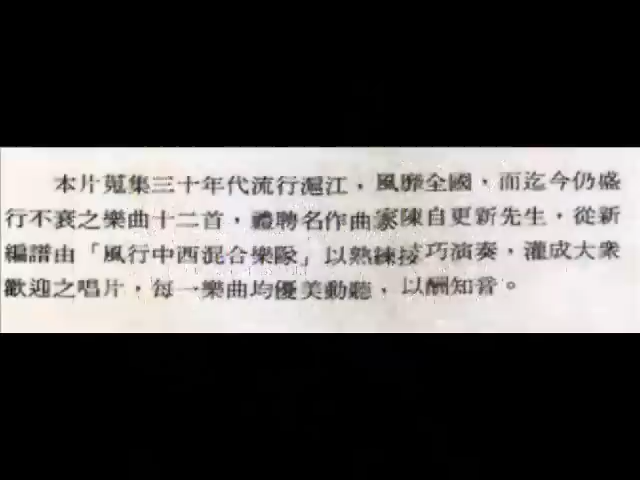 本片蒐集三十年代流行滬江，風靡全國，而迄今仍盛
行不衰之樂曲十二首，禮聘名作曲家陳自更新先生，從新
編譜由「風行中西混合樂隊」以熟練技巧演奏，灌成大衆
歡迎之唱片，每一樂曲均優美動聽，以酬知音。